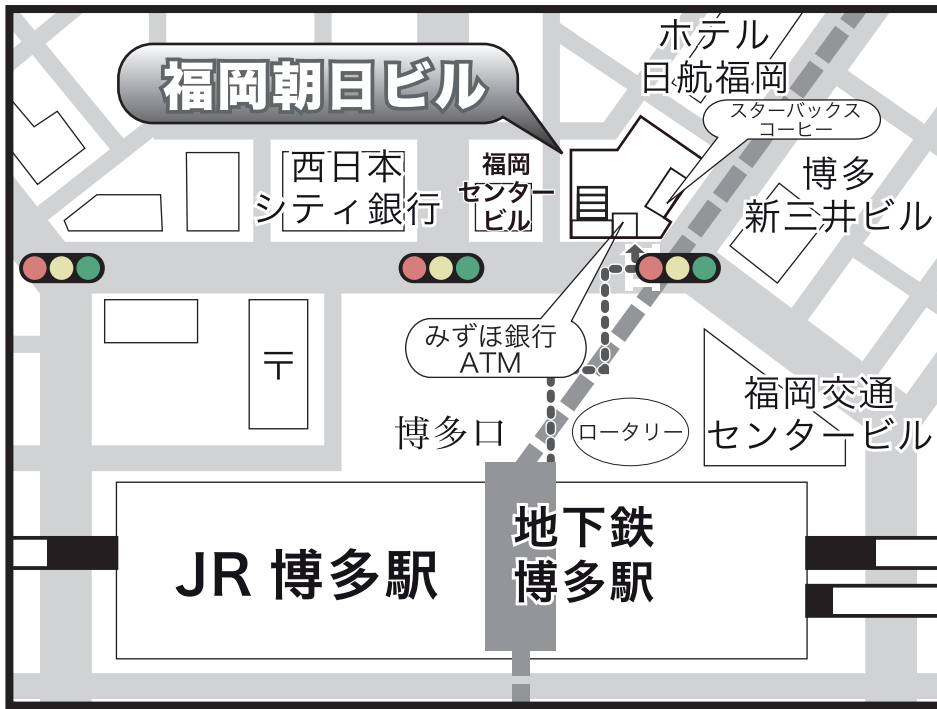 ホテル
日航福岡
福岡朝日ビル
スターバックス
コーヒー
西日本
シティ銀行
福岡
センター
ビル
博多
新三井ビル
みずほ銀行
ATM
〒
福岡交通
センタービル
博多口
ロータリー
JR 博多駅
地下鉄
博多駅